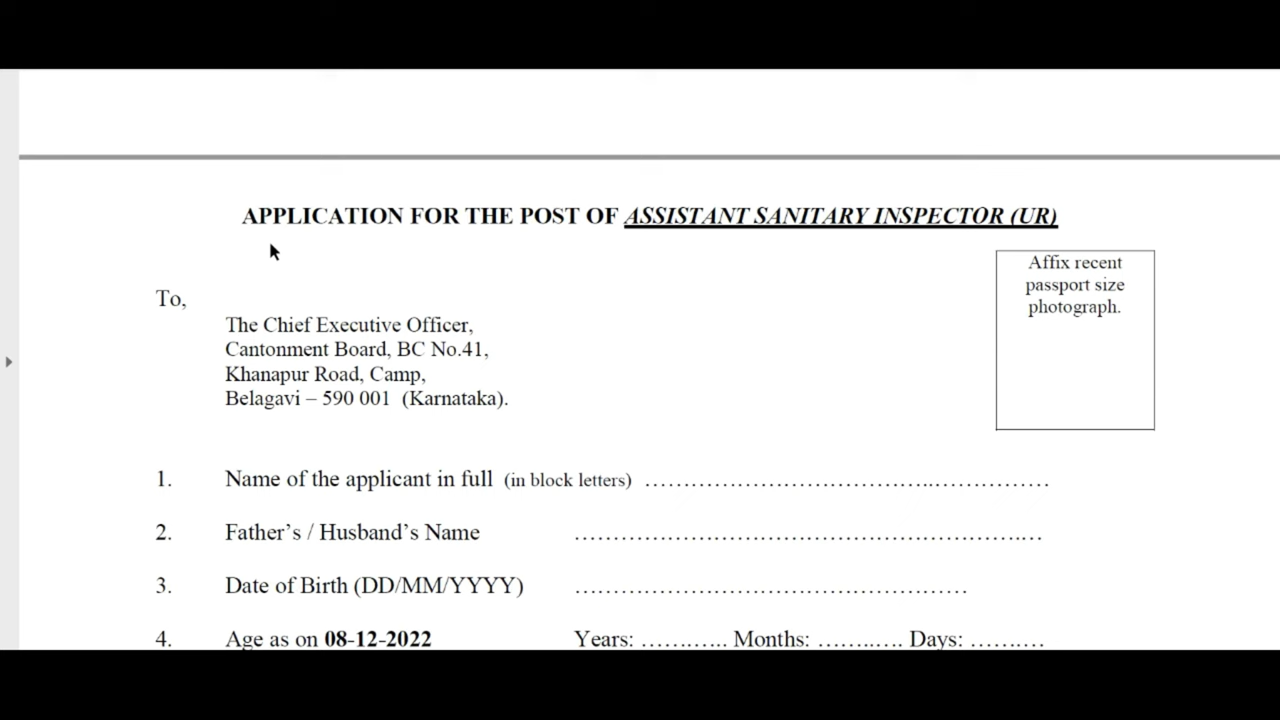 APPLICATION FOR THE POST OF ASSISTANT SANITARY INSPECTOR (UR)
Affix recent
passport size
photograph.
To,
The Chief Executive Officer,
Cantonment Board, BC No.41,
Khanapur Road, Camp,
Belagavi – 590 001 (Karnataka).
1. Name of the applicant in full (in block letters) ……………………………………..………………
2. Father’s / Husband’s Name …………………………………………………….…
3. Date of Birth (DD/MM/YYYY) ……………………………………………
4. Age as on 08-12-2022 Years: ……….. Months: ……..…. Days: ………